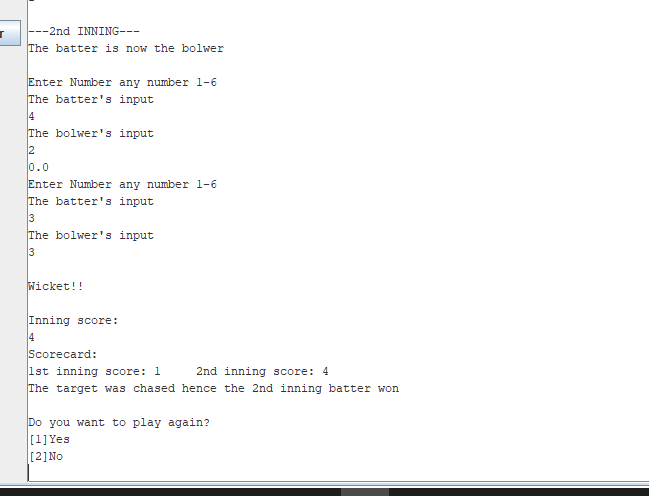 ---2nd INNING---
The batter is now the bolwer
Enter Number any number 1-6
The batter's input
4
The bolwer's input
2
0.0
Enter Number any number 1-6
The batter's input
3
The bolwer's input
3
Wicket!!
Inning score:
4
Scorecard:
1st inning score: 1     2nd inning score: 4
The target was chased hence the 2nd inning batter won
Do you want to play again?
[1]Yes
[2]No